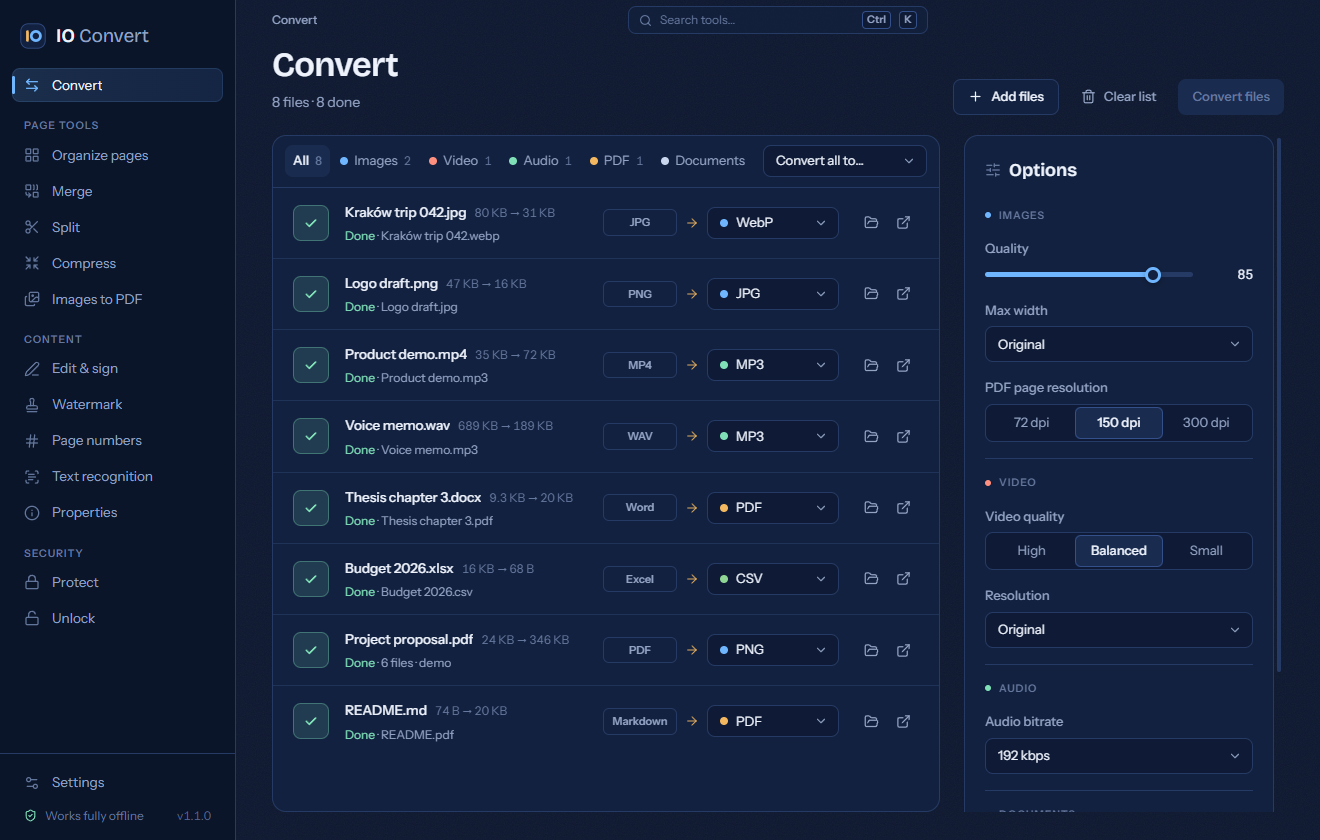 IO Convert
Convert
PAGE TOOLS
Organize pages
Merge
Split
Compress
Images to PDF
CONTENT
Edit & sign
Watermark
Page numbers
Text recognition
Properties
SECURITY
Protect
Unlock
Settings
Works fully offline v1.1.0
Convert
Search tools... Ctrl K
Convert
8 files · 8 done
Add files Clear list Convert files
All 8 Images 2 Video 1 Audio 1 PDF 1 Documents Convert all to...
Kraków trip 042.jpg 80 KB → 31 KB JPG → WebP
Done · Kraków trip 042.webp
Logo draft.png 47 KB → 16 KB PNG → JPG
Done · Logo draft.jpg
Product demo.mp4 35 KB → 72 KB MP4 → MP3
Done · Product demo.mp3
Voice memo.wav 689 KB → 189 KB WAV → MP3
Done · Voice memo.mp3
Thesis chapter 3.docx 9.3 KB → 20 KB Word → PDF
Done · Thesis chapter 3.pdf
Budget 2026.xlsx 16 KB → 68 B Excel → CSV
Done · Budget 2026.csv
Project proposal.pdf 24 KB → 346 KB PDF → PNG
Done · 6 files · demo
README.md 74 B → 20 KB Markdown → PDF
Done · README.pdf
Options
IMAGES
Quality
85
Max width
Original
PDF page resolution
72 dpi 150 dpi 300 dpi
VIDEO
Video quality
High Balanced Small
Resolution
Original
AUDIO
Audio bitrate
192 kbps